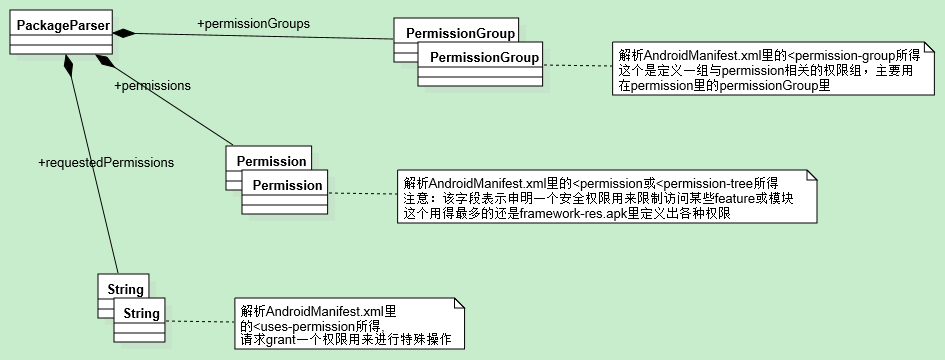 PackageParser
+permissionGroups
PermissionGroup
PermissionGroup
解析AndroidManifest.xml里的<permission-group所得
这个是定义一组与permission相关的权限组，主要用
在permission里的permissionGroup里
+permissions
+requestedPermissions
Permission
Permission
解析AndroidManifest.xml里的<permission或<permission-tree所得
注意：该字段表示申明一个安全权限用来限制访问某些feature或模块
这个用得最多的还是framework-res.apk里定义出各种权限
String
String
解析AndroidManifest.xml里
的<uses-permission所得,
请求grant一个权限用来进行特殊操作